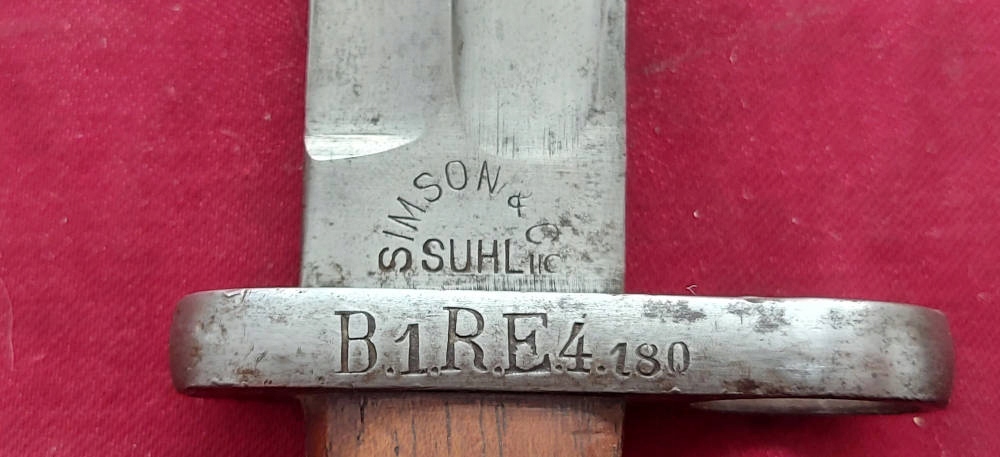 SIMSON & Co
SUHL
B.1.R.E.4.180